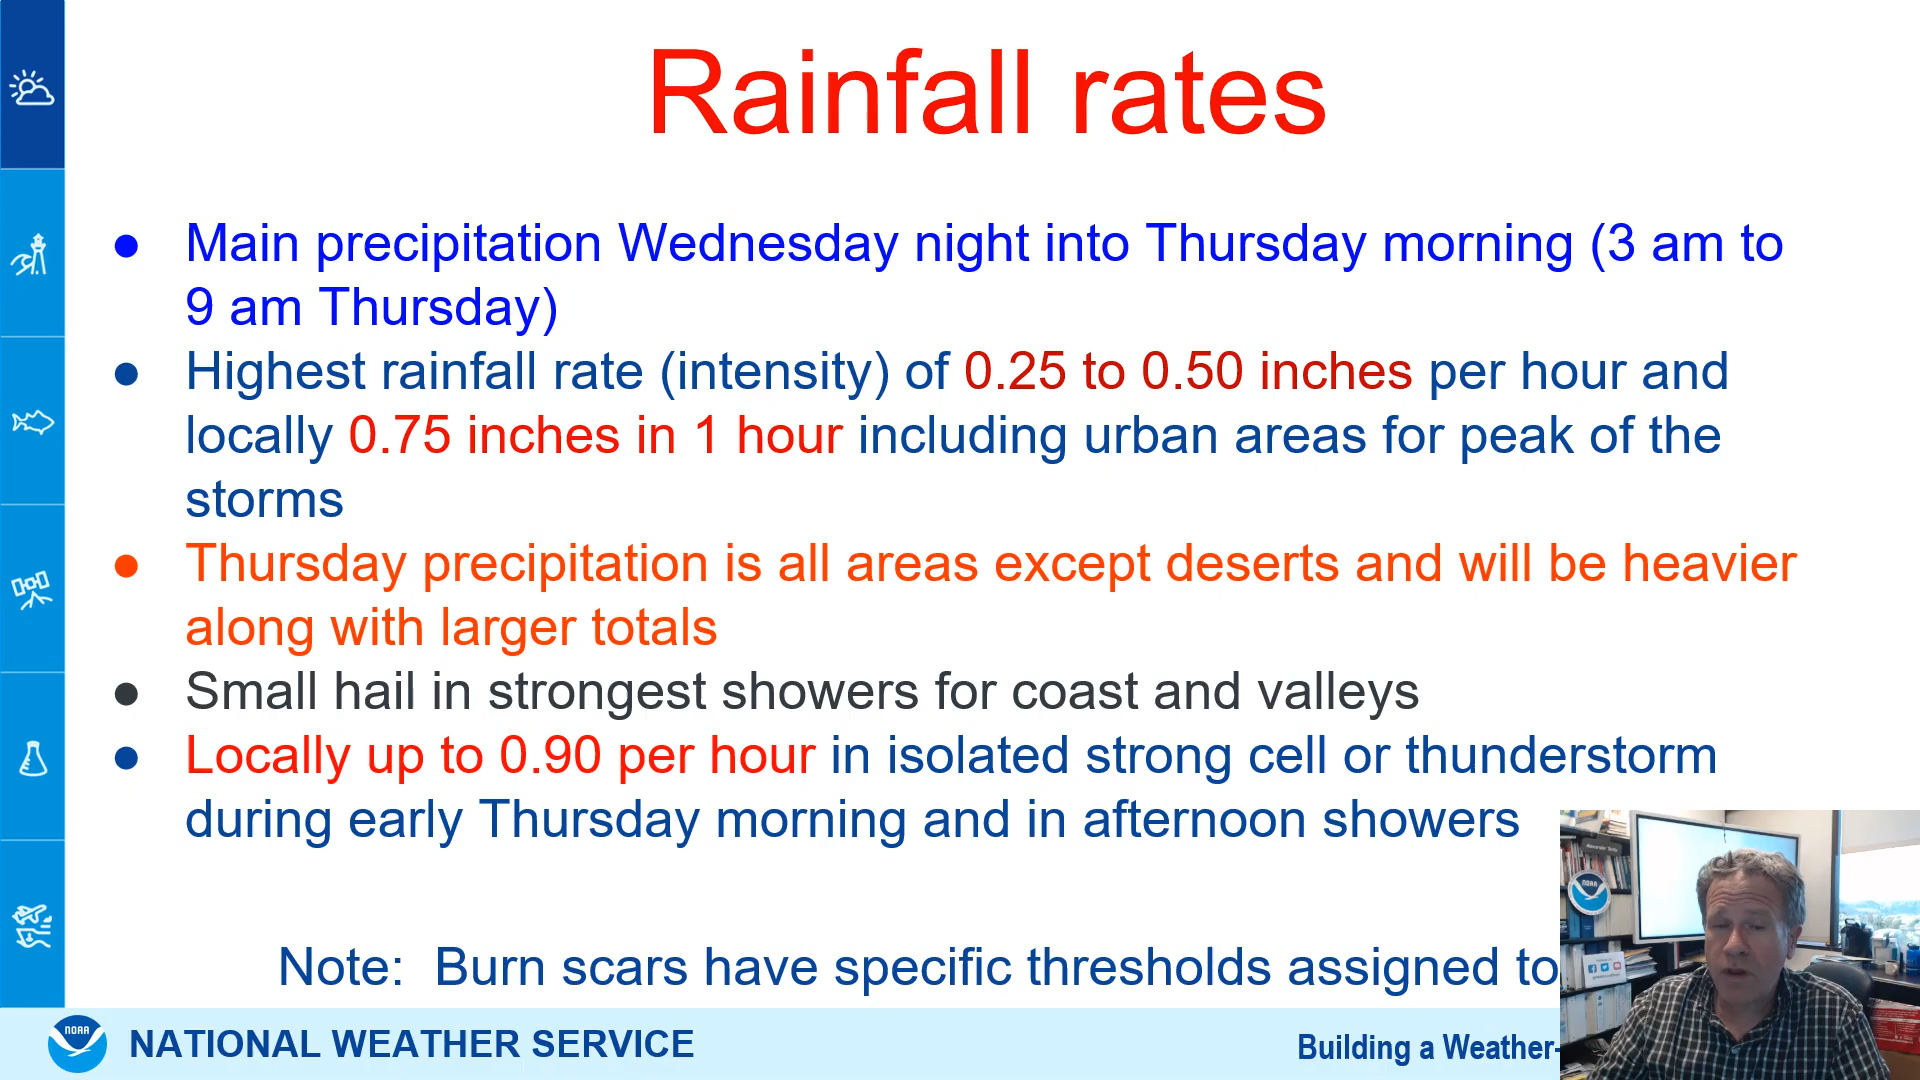 Rainfall rates
● Main precipitation Wednesday night into Thursday morning (3 am to
9 am Thursday)
● Highest rainfall rate (intensity) of 0.25 to 0.50 inches per hour and
locally 0.75 inches in 1 hour including urban areas for peak of the
storms
● Thursday precipitation is all areas except deserts and will be heavier
along with larger totals
● Small hail in strongest showers for coast and valleys
● Locally up to 0.90 per hour in isolated strong cell or thunderstorm
during early Thursday morning and in afternoon showers
Note: Burn scars have specific thresholds assigned to
NOAA
NATIONAL WEATHER SERVICE
Building a Weather-
NOAA